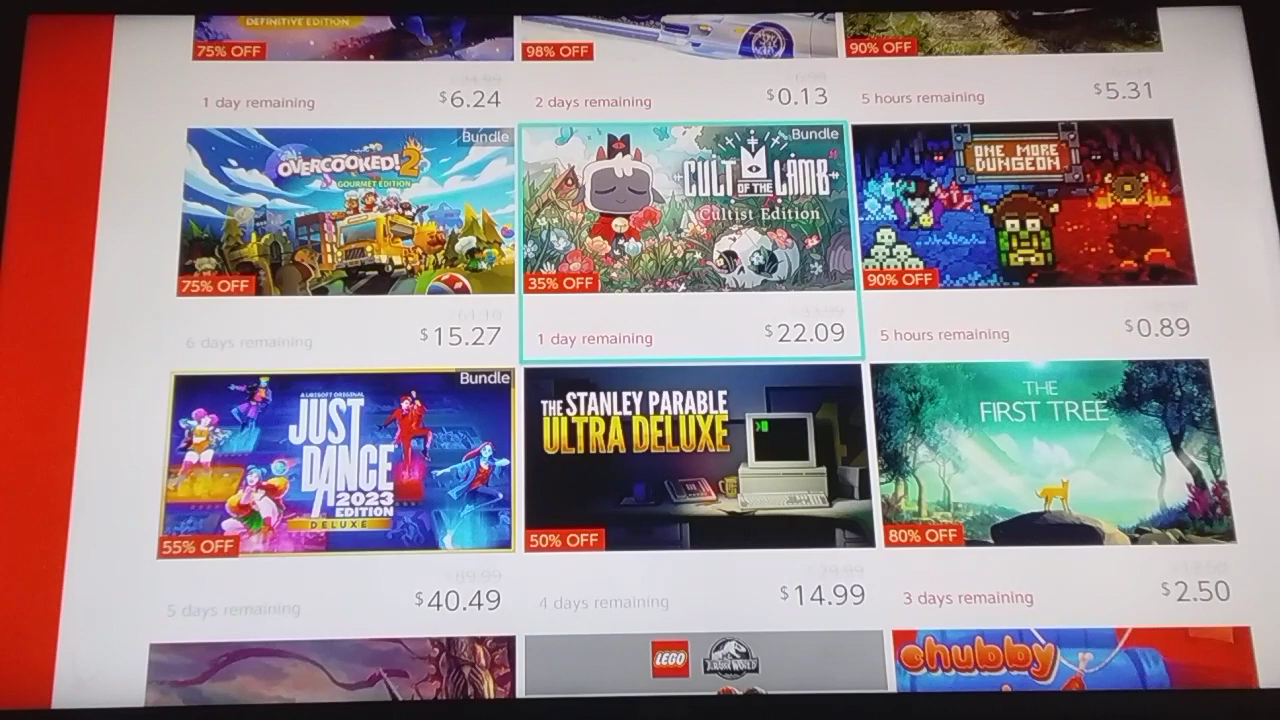 DEFINITIVE EDITION
75% OFF
98% OFF
90% OFF
1 day remaining
$6.24
2 days remaining
$0.13
5 hours remaining
$5.31
Bundle
OVERCOOKED! 2
GOURMET EDITION
75% OFF
61.10
6 days remaining
$15.27
Bundle
CULT
OF THE
LAMB
Cultist Edition
35% OFF
33.99
1 day remaining
$22.09
ONE MORE
DUNGEON
90% OFF
5 hours remaining
$0.89
Bundle
A UBISOFT ORIGINAL
JUST
DANCE
2023
EDITION
DELUXE
55% OFF
89.99
5 days remaining
$40.49
THE STANLEY PARABLE
ULTRA DELUXE
50% OFF
29.99
4 days remaining
$14.99
THE
FIRST TREE
80% OFF
3 days remaining
$2.50
LEGO
JURASSIC WORLD
chubby